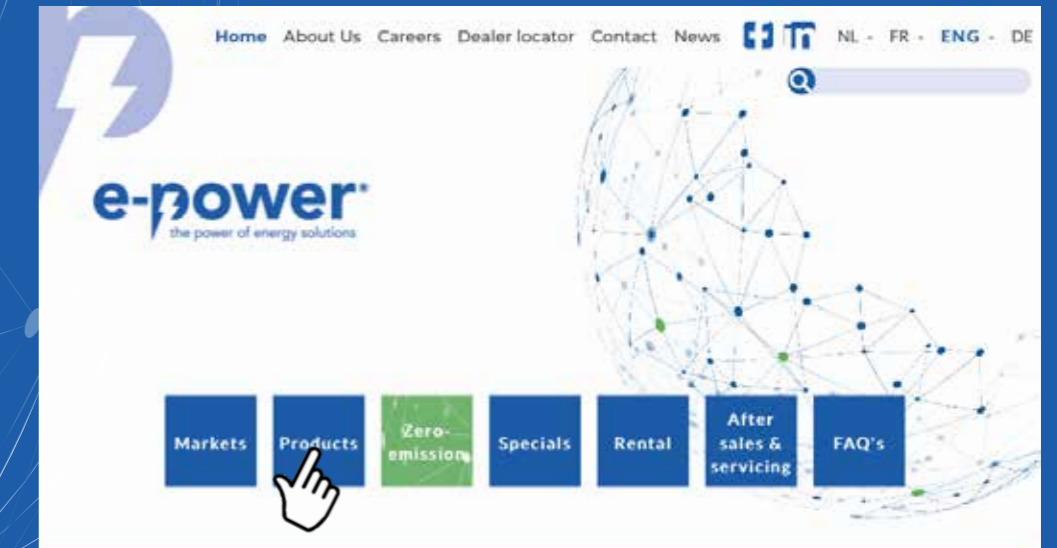 Home About Us Careers Dealer locator Contact News NL - FR - ENG - DE
e-power®
the power of energy solutions
Markets
Products
Zero-
emission
Specials
Rental
After
sales &
servicing
FAQ's